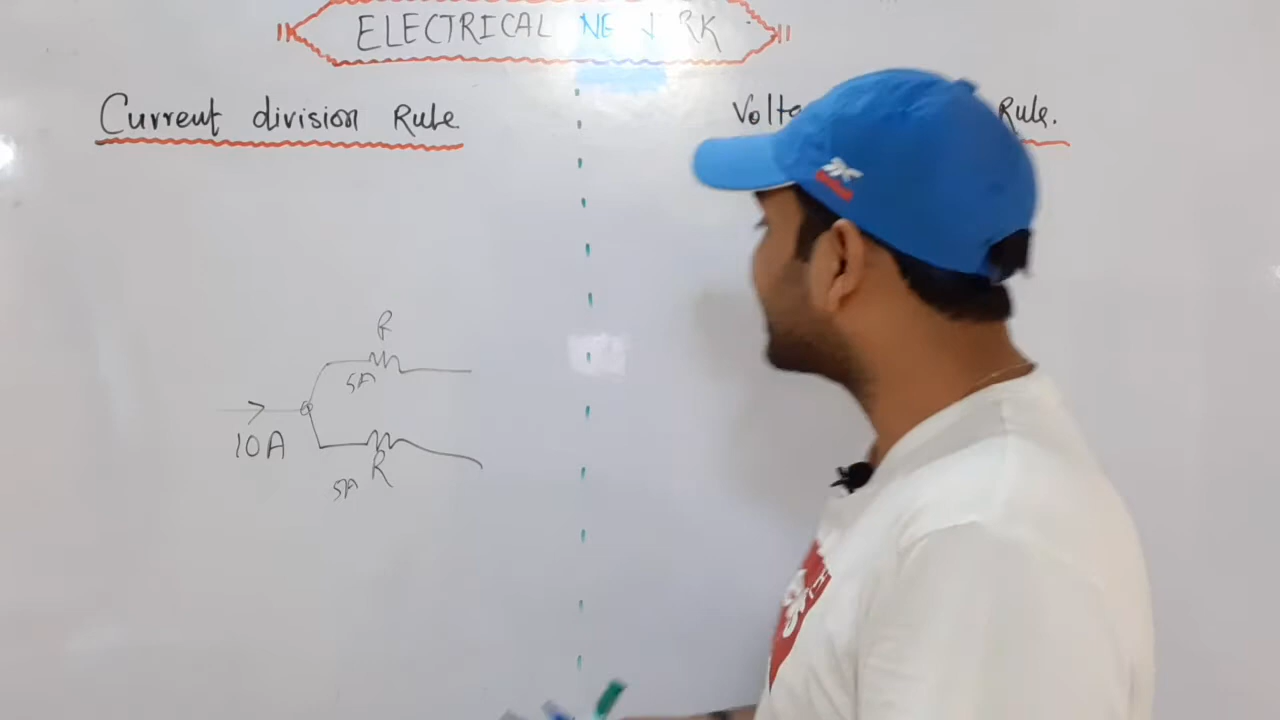 ELECTRICAL
Current division Rule
Rule.
R
5A
10A
R
5A